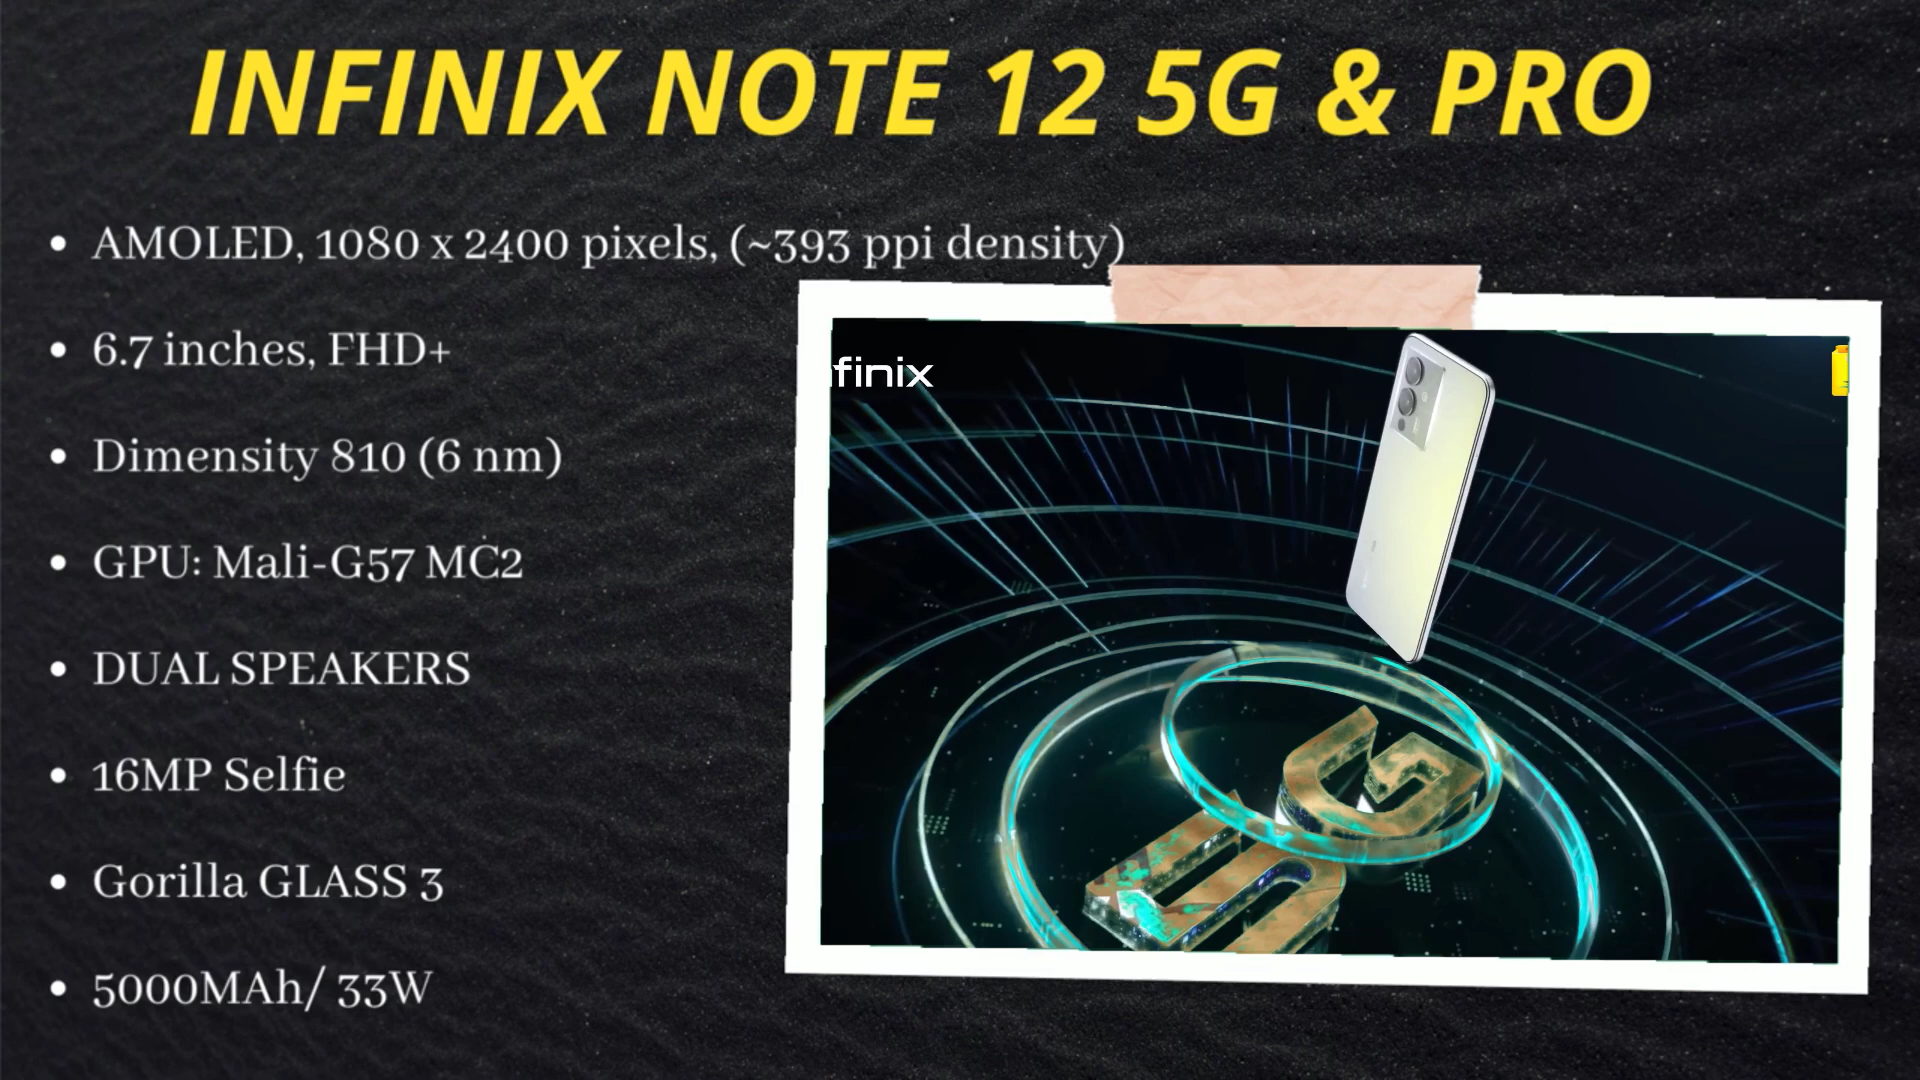 INFINIX NOTE 12 5G & PRO
• AMOLED, 1080 x 2400 pixels, (~393 ppi density)
• 6.7 inches, FHD+
• Dimensity 810 (6 nm)
• GPU: Mali-G57 MC2
• DUAL SPEAKERS
• 16MP Selfie
• Gorilla GLASS 3
• 5000MAh/ 33W
finix
5G